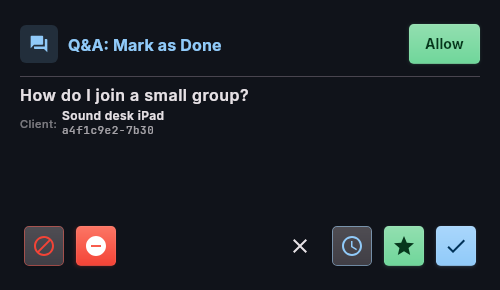 Q&A: Mark as Done
Allow
How do I join a small group?
Client: Sound desk iPad
a4f1c9e2-7b30